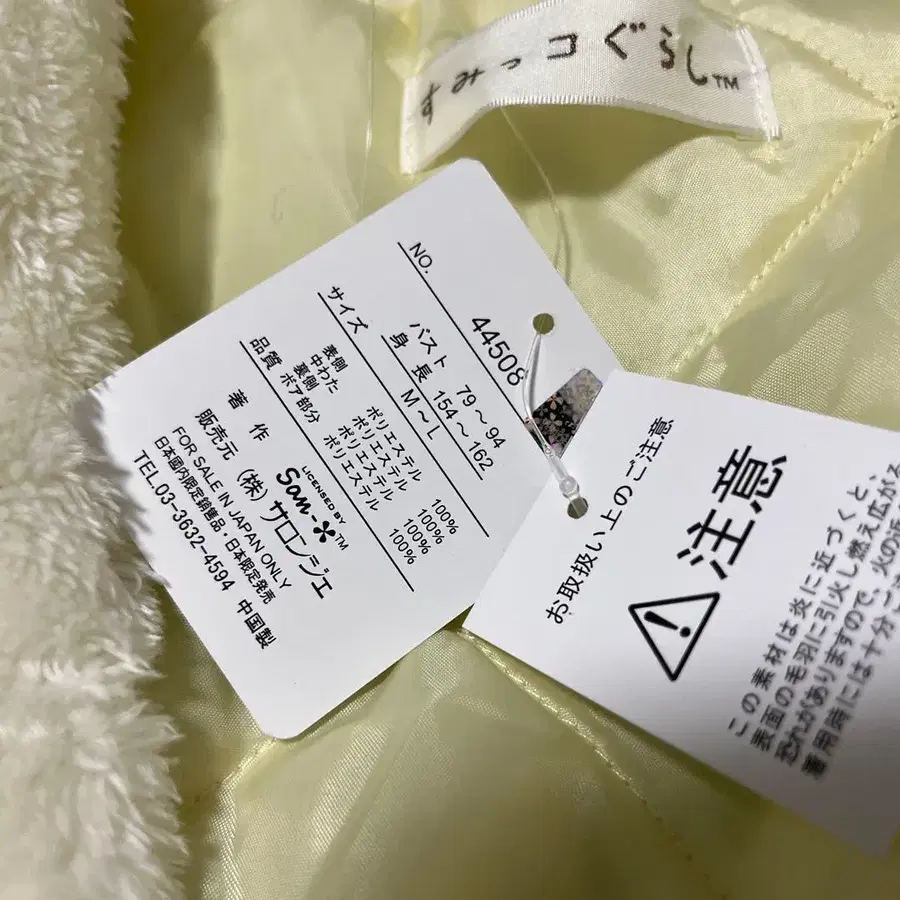 すみっコぐらし™
NO. 44508
サイズ バスト 79～94
身 長 154～162
M～L
品質 表側 ポリエステル 100%
中わた ポリエステル 100%
裏側 ポリエステル 100%
ボア部分 ポリエステル 100%
著作 LICENSED BY San-X™
販売元 (株)サロンジェ
FOR SALE IN JAPAN ONLY
日本國内限定銷售品・日本限定発売
TEL.03-3632-4594 中国製
お取扱い上のご注意
注意
この素材は炎に近づくと、
表面の毛羽に引火し燃え広がる
恐れがありますので、火の近
着用時には十分